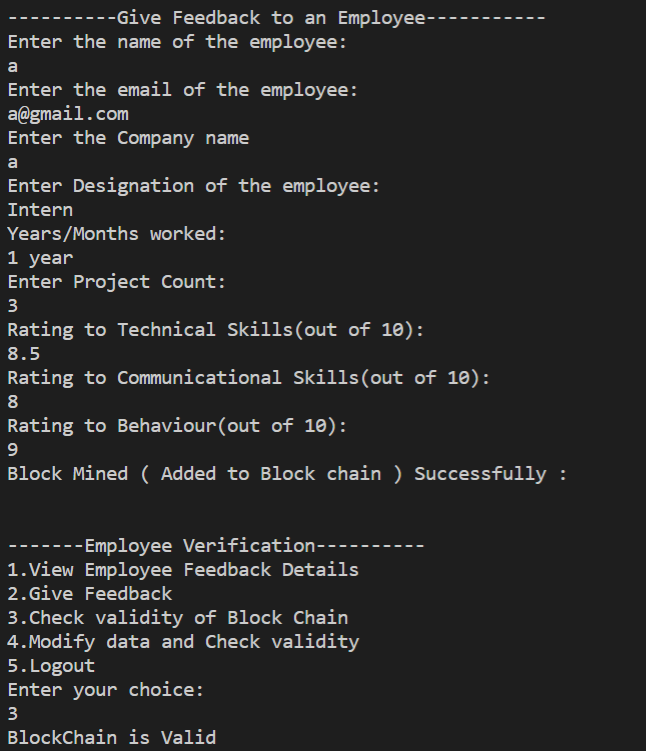 ----------Give Feedback to an Employee-----------
Enter the name of the employee:
a
Enter the email of the employee:
a@gmail.com
Enter the Company name
a
Enter Designation of the employee:
Intern
Years/Months worked:
1 year
Enter Project Count:
3
Rating to Technical Skills(out of 10):
8.5
Rating to Communicational Skills(out of 10):
8
Rating to Behaviour(out of 10):
9
Block Mined ( Added to Block chain ) Successfully :
-------Employee Verification----------
1.View Employee Feedback Details
2.Give Feedback
3.Check validity of Block Chain
4.Modify data and Check validity
5.Logout
Enter your choice:
3
BlockChain is Valid